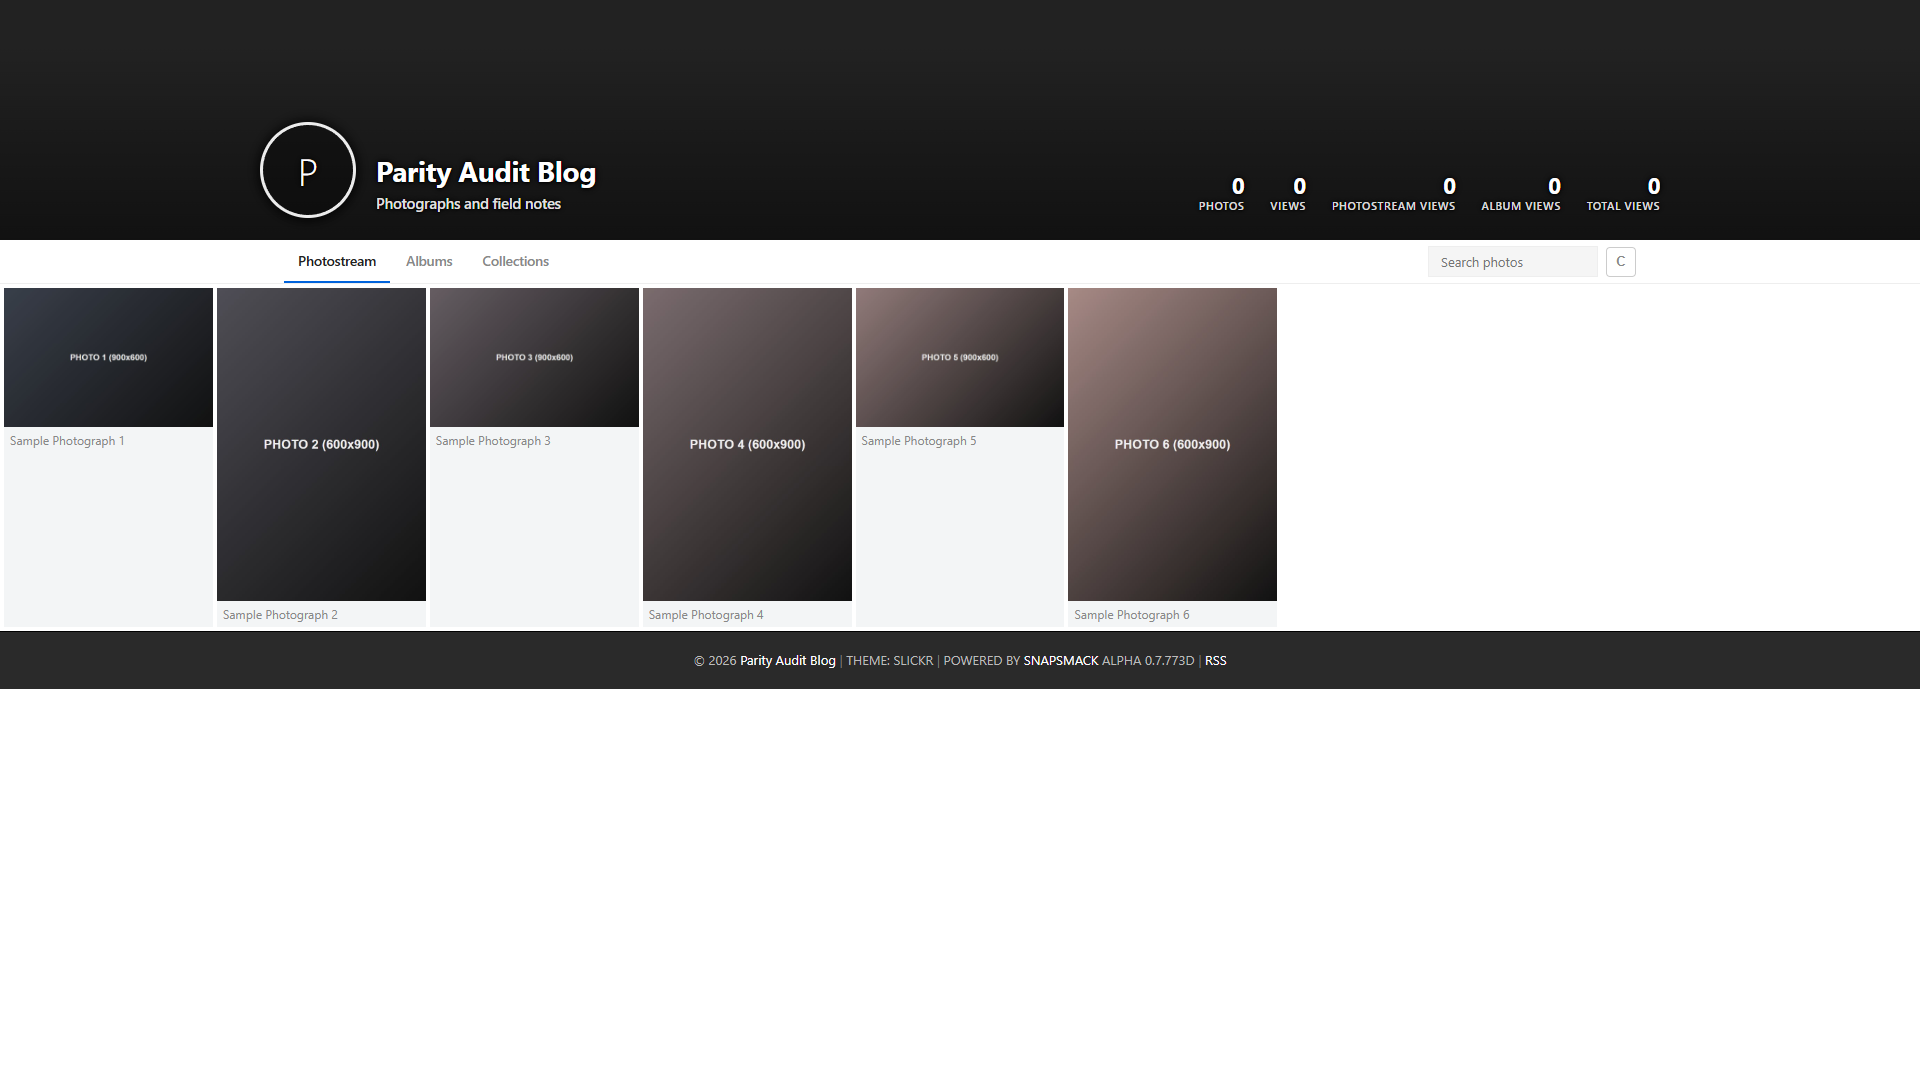 P
Parity Audit Blog
Photographs and field notes
0 PHOTOS
0 VIEWS
0 PHOTOSTREAM VIEWS
0 ALBUM VIEWS
0 TOTAL VIEWS
Photostream Albums Collections
Search photos C
PHOTO 1 (900x600)
Sample Photograph 1
PHOTO 2 (600x900)
Sample Photograph 2
PHOTO 3 (900x600)
Sample Photograph 3
PHOTO 4 (600x900)
Sample Photograph 4
PHOTO 5 (900x600)
Sample Photograph 5
PHOTO 6 (600x900)
Sample Photograph 6
© 2026 Parity Audit Blog | THEME: SLICKR | POWERED BY SNAPSMACK ALPHA 0.7.773D | RSS